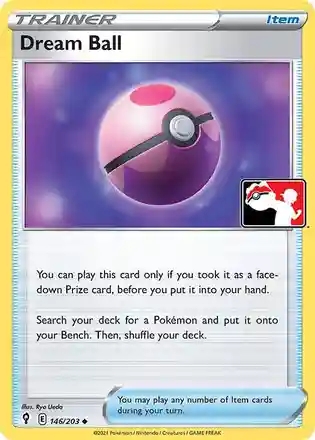 TRAINER Item
Dream Ball
You can play this card only if you took it as a face-
down Prize card, before you put it into your hand.
Search your deck for a Pokémon and put it onto
your Bench. Then, shuffle your deck.
Illus. Ryo Ueda
E 146/203
You may play any number of Item cards
during your turn.
©2021 Pokémon / Nintendo / Creatures / GAME FREAK